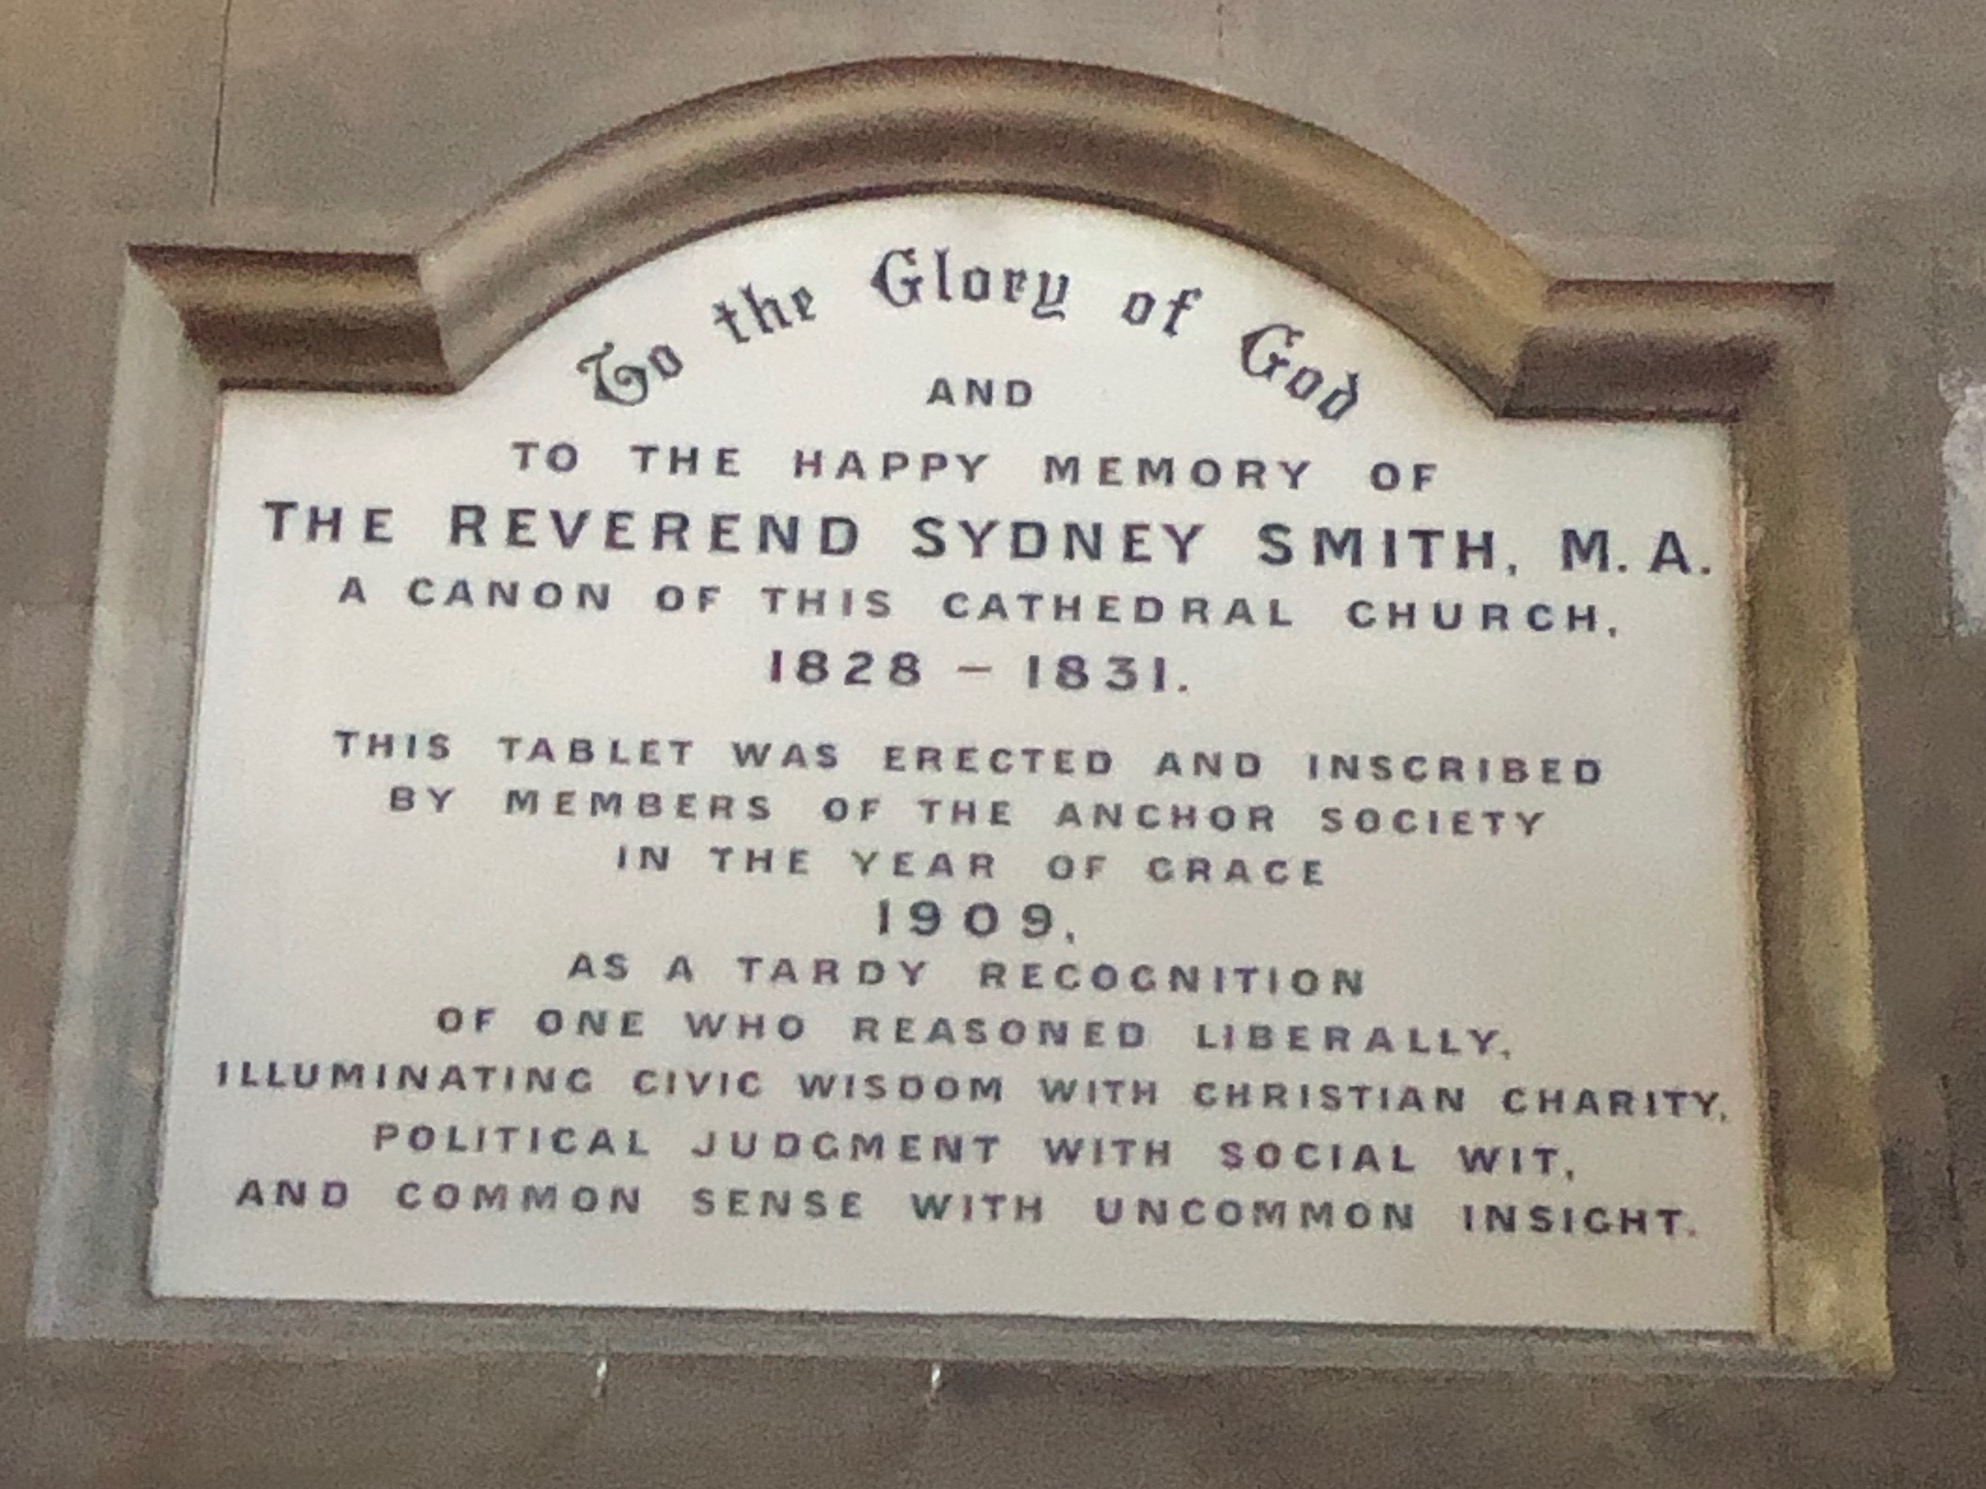 To the Glory of God
AND
TO THE HAPPY MEMORY OF
THE REVEREND SYDNEY SMITH, M.A.
A CANON OF THIS CATHEDRAL CHURCH,
1828 – 1831.
THIS TABLET WAS ERECTED AND INSCRIBED
BY MEMBERS OF THE ANCHOR SOCIETY
IN THE YEAR OF GRACE
1909,
AS A TARDY RECOGNITION
OF ONE WHO REASONED LIBERALLY,
ILLUMINATING CIVIC WISDOM WITH CHRISTIAN CHARITY,
POLITICAL JUDGMENT WITH SOCIAL WIT,
AND COMMON SENSE WITH UNCOMMON INSIGHT.